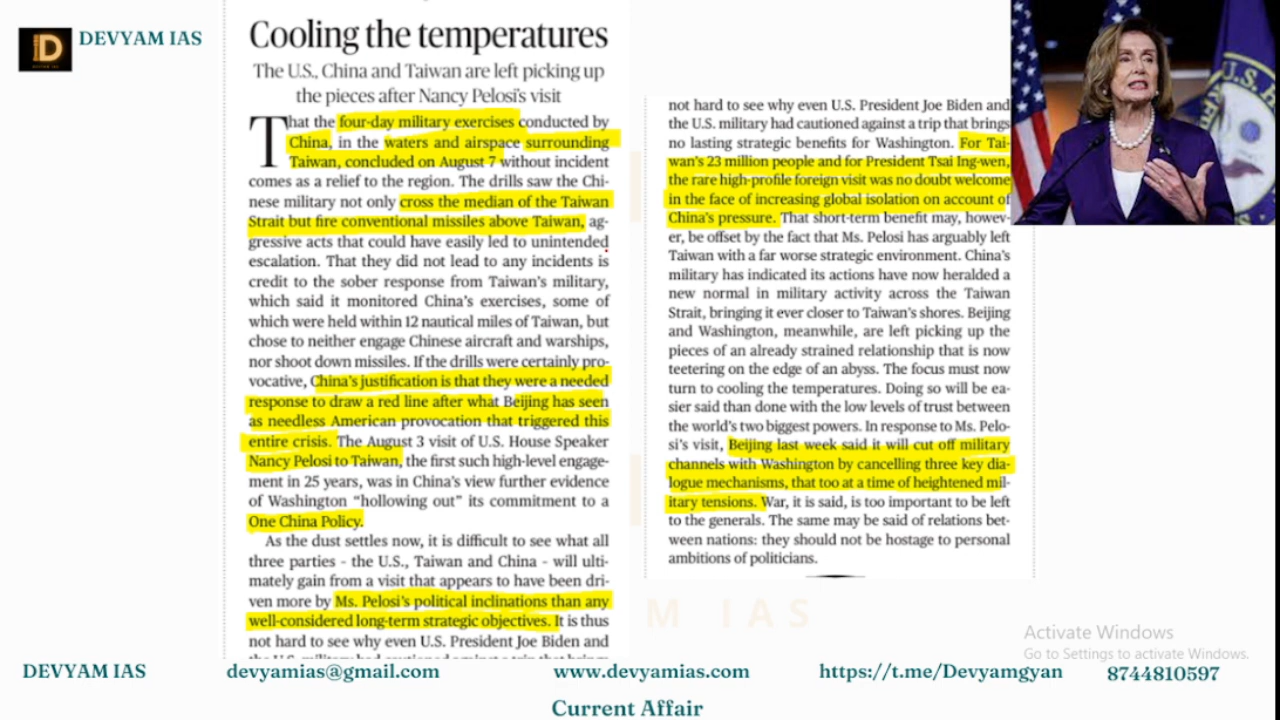 DEVYAM IAS
Cooling the temperatures
The U.S., China and Taiwan are left picking up
the pieces after Nancy Pelosi's visit
That the four-day military exercises conducted by
China, in the waters and airspace surrounding
Taiwan, concluded on August 7 without incident
comes as a relief to the region. The drills saw the Chi-
nese military not only cross the median of the Taiwan
Strait but fire conventional missiles above Taiwan, ag-
gressive acts that could have easily led to unintended
escalation. That they did not lead to any incidents is
credit to the sober response from Taiwan's military,
which said it monitored China's exercises, some of
which were held within 12 nautical miles of Taiwan, but
chose to neither engage Chinese aircraft and warships,
nor shoot down missiles. If the drills were certainly pro-
vocative, China's justification is that they were a needed
response to draw a red line after what Beijing has seen
as needless American provocation that triggered this
entire crisis. The August 3 visit of U.S. House Speaker
Nancy Pelosi to Taiwan, the first such high-level engage-
ment in 25 years, was in China's view further evidence
of Washington "hollowing out" its commitment to a
One China Policy.
As the dust settles now, it is difficult to see what all
three parties - the U.S., Taiwan and China - will ulti-
mately gain from a visit that appears to have been dri-
ven more by Ms. Pelosi's political inclinations than any
well-considered long-term strategic objectives. It is thus
not hard to see why even U.S. President Joe Biden and
the U.S. military had cautioned against a trip that brings
not hard to see why even U.S. President Joe Biden and
the U.S. military had cautioned against a trip that brings
no lasting strategic benefits for Washington. For Tai-
wan's 23 million people and for President Tsai Ing-wen,
the rare high-profile foreign visit was no doubt welcome
in the face of increasing global isolation on account of
China's pressure. That short-term benefit may, howev-
er, be offset by the fact that Ms. Pelosi has arguably left
Taiwan with a far worse strategic environment. China's
military has indicated its actions have now heralded a
new normal in military activity across the Taiwan
Strait, bringing it ever closer to Taiwan's shores. Beijing
and Washington, meanwhile, are left picking up the
pieces of an already strained relationship that is now
teetering on the edge of an abyss. The focus must now
turn to cooling the temperatures. Doing so will be ea-
sier said than done with the low levels of trust between
the world's two biggest powers. In response to Ms. Pelo-
si's visit, Beijing last week said it will cut off military
channels with Washington by cancelling three key dia-
logue mechanisms, that too at a time of heightened mil-
itary tensions. War, it is said, is too important to be left
to the generals. The same may be said of relations bet-
ween nations: they should not be hostage to personal
ambitions of politicians.
M IAS
U.S. H
Activate Windows
Go to Settings to activate Windows.
DEVYAM IAS
devyamias@gmail.com
www.devyamias.com
https://t.me/Devyamgyan
8744810597
Current Affair